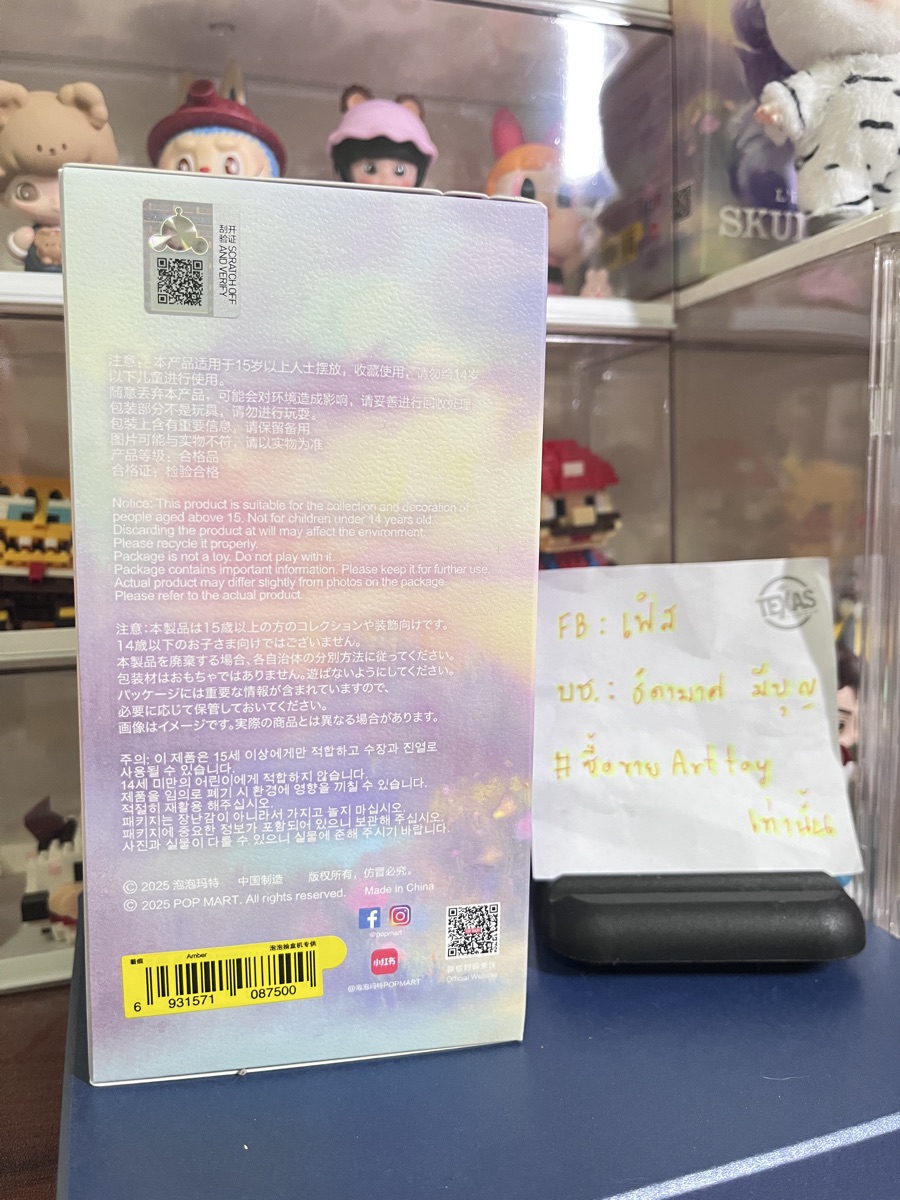 开证 SCRATCH OFF
刮验 AND VERIFY
SKU
注意：本产品适用于15岁以上人士摆放，收藏使用，请勿给14岁
以下儿童进行使用。
随意丢弃本产品，可能会对环境造成影响，请妥善进行回收处理
包装部分不是玩具，请勿进行玩耍。
包装上含有重要信息，请保留备用
图片可能与实物不符，请以实物为准
产品等级：合格品
合格证：检验合格
Notice: This product is suitable for the collection and decoration of
people aged above 15. Not for children under 14 years old.
Discarding the product at will may affect the environment.
Please recycle it properly.
Package is not a toy. Do not play with it.
Package contains important information. Please keep it for further use.
Actual product may differ slightly from photos on the package.
Please refer to the actual product.
注意：本製品は15歳以上の方のコレクションや装飾向けです。
14歳以下のお子さま向けではございません。
本製品を廃棄する場合、各自治体の分別方法に従ってください。
包装材はおもちゃではありません。遊ばないようにしてください。
パッケージには重要な情報が含まれていますので、
必要に応じて保管しておいてください。
画像はイメージです。実際の商品とは異なる場合があります。
주의: 이 제품은 15세 이상에게만 적합하고 수장과 진열로
사용될 수 있습니다.
14세 미만의 어린이에게 적합하지 않습니다.
제품을 임의로 폐기 시 환경에 영향을 끼칠 수 있습니다.
적절히 재활용 해주십시오.
패키지는 장난감이 아니라서 가지고 놀지 마십시오.
패키지에 중요한 정보가 포함되어 있으니 보관해 주십시오.
사진과 실물이 다를 수 있으니 실물에 준해 주시기 바랍니다.
© 2025 泡泡玛特 中国制造 版权所有，仿冒必究。
© 2025 POP MART. All rights reserved. Made in China
@popmart
小红书
@泡泡玛特POPMART
Official
Amber
泡泡抽盒机专供
6 931571 087500
TEXAS
FB : เฟิส
บช. : มีบุญ
# ซื้อขาย Art toy
เท่านั้น